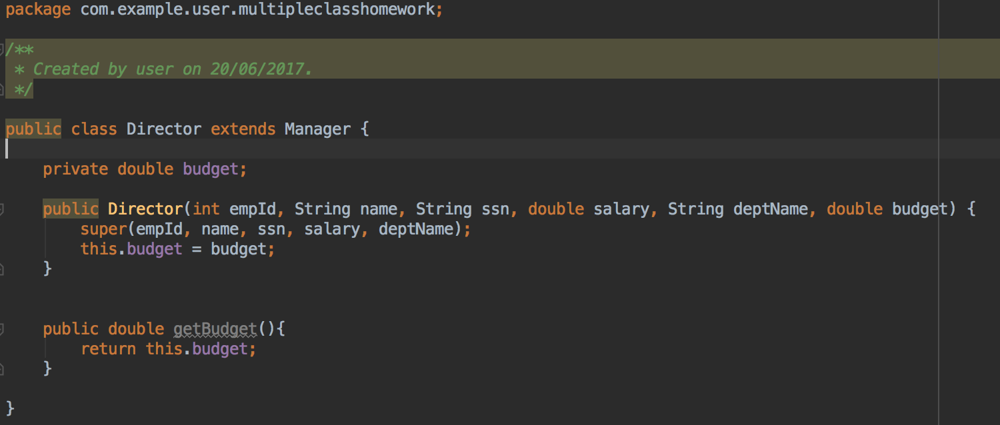 package com.example.user.multipleclasshomework;
/**
 * Created by user on 20/06/2017.
 */
public class Director extends Manager {
    private double budget;
    public Director(int empId, String name, String ssn, double salary, String deptName, double budget) {
        super(empId, name, ssn, salary, deptName);
        this.budget = budget;
    }
    public double getBudget(){
        return this.budget;
    }
}